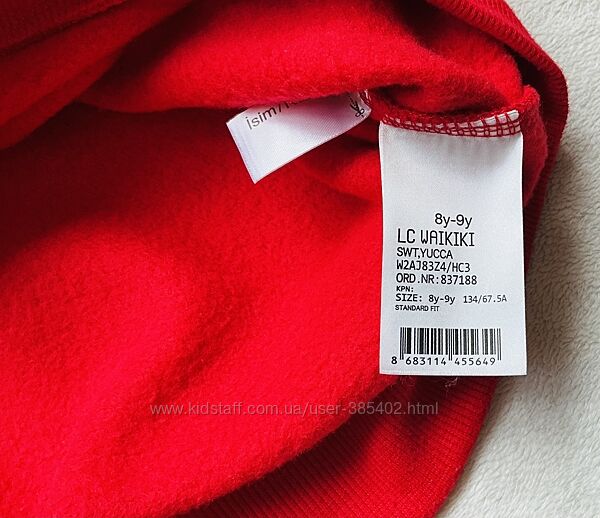 isim/
8y-9y
LC WAIKIKI
SWT,YUCCA
W2AJ83Z4/HC3
ORD.NR:837188
KPN:
SIZE: 8y-9y 134/67.5A
STANDARD FIT
8 683114 455649
www.kidstaff.com.ua/user-385402.html